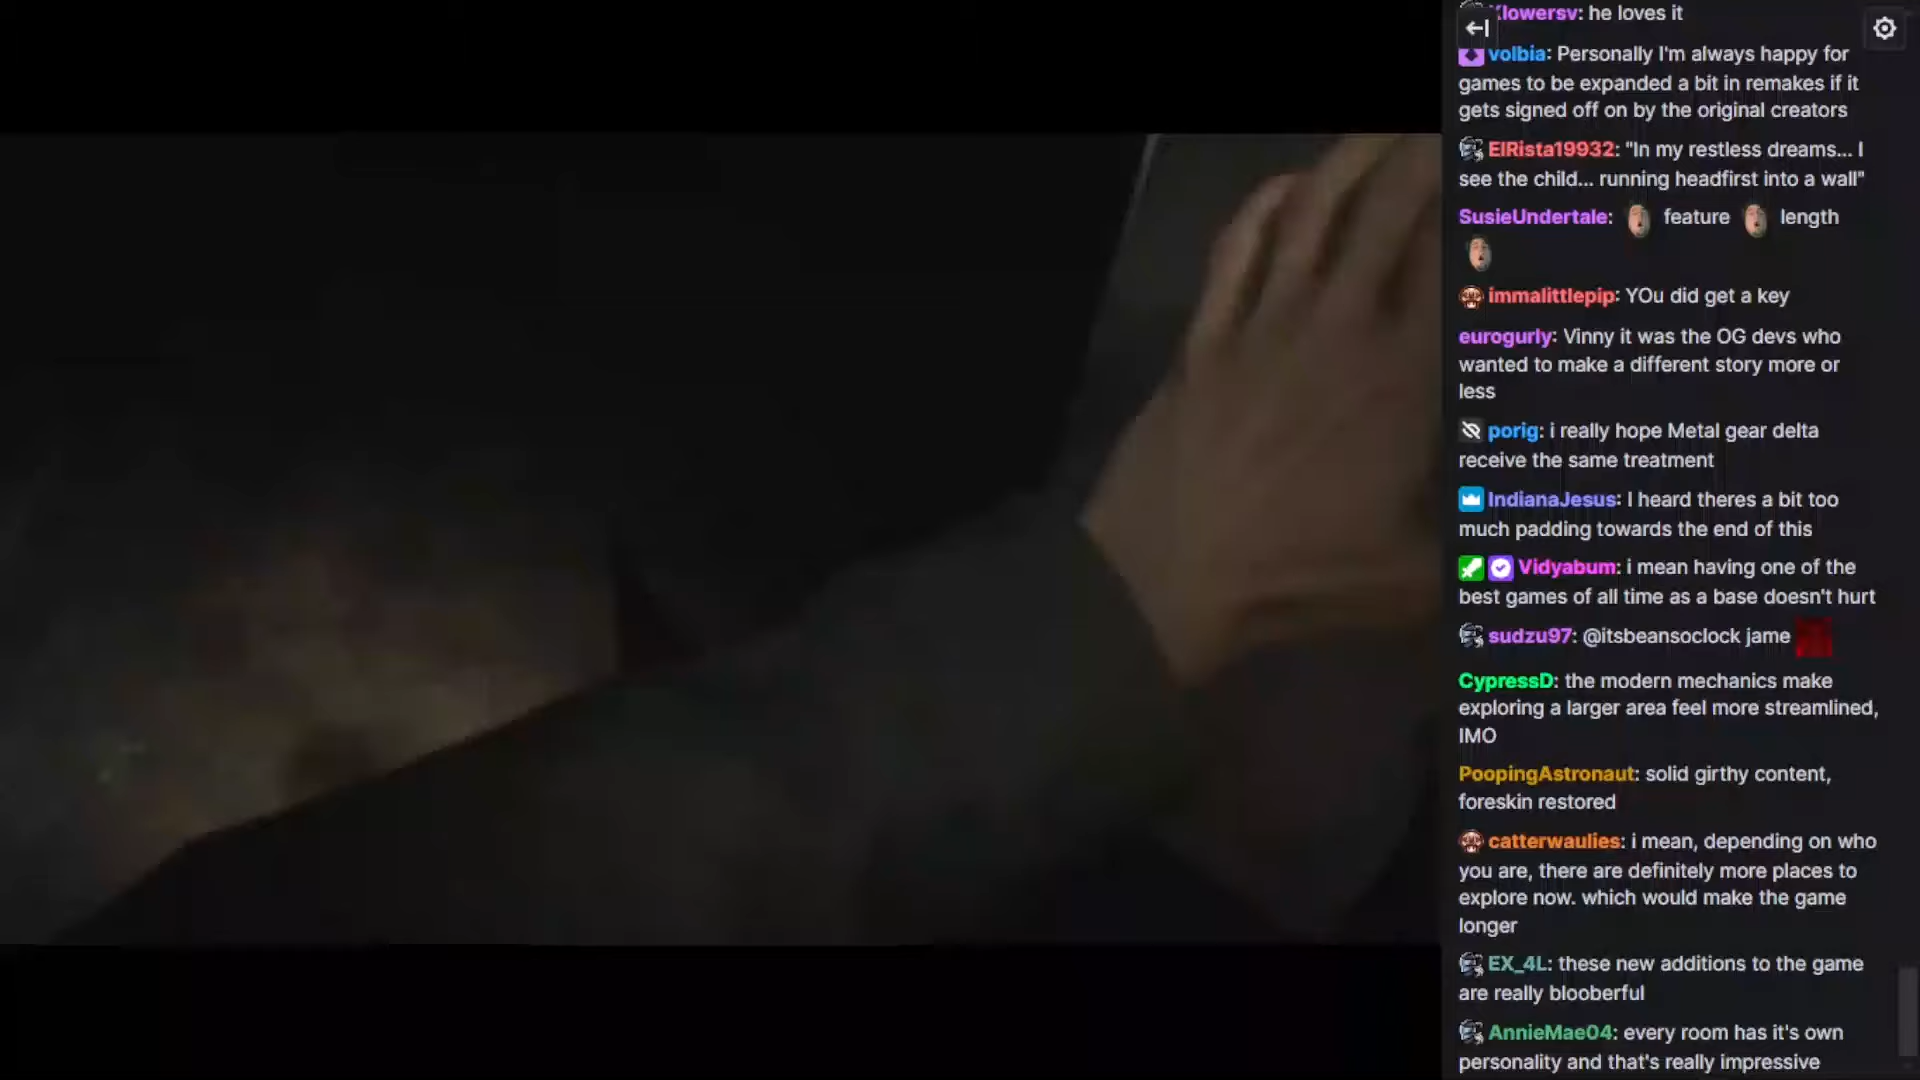 Klowersv: he loves it
volbia: Personally I'm always happy for
games to be expanded a bit in remakes if it
gets signed off on by the original creators
ElRista19932: "In my restless dreams... I
see the child... running headfirst into a wall"
SusieUndertale: feature length
immalittlepip: YOu did get a key
eurogurly: Vinny it was the OG devs who
wanted to make a different story more or
less
porig: i really hope Metal gear delta
receive the same treatment
IndianaJesus: I heard theres a bit too
much padding towards the end of this
Vidyabum: i mean having one of the
best games of all time as a base doesn't hurt
sudzu97: @itsbeansoclock jame
CypressD: the modern mechanics make
exploring a larger area feel more streamlined,
IMO
PoopingAstronaut: solid girthy content,
foreskin restored
catterwaulies: i mean, depending on who
you are, there are definitely more places to
explore now. which would make the game
longer
EX_4L: these new additions to the game
are really blooberful
AnnieMae04: every room has it's own
personality and that's really impressive